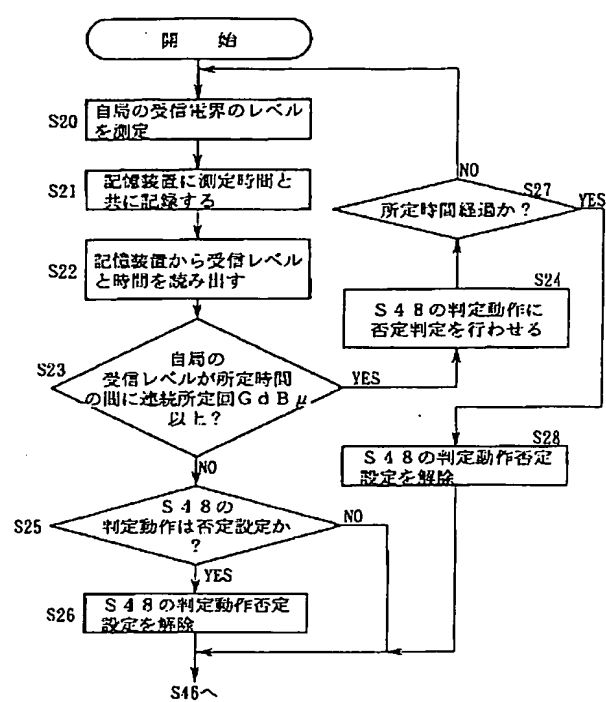 開 始
S20
自局の受信電界のレベル
を測定
S21
記憶装置に測定時間と
共に記録する
S22
記憶装置から受信レベル
と時間を読み出す
S23
自局の
受信レベルが所定時間
の間に連続所定回GdBμ
以上?
YES
NO
S24
S48の判定動作に
否定判定を行わせる
S27
所定時間経過か?
NO
YES
S28
S48の判定動作否定
設定を解除
S25
S48の
判定動作は否定設定か
?
NO
YES
S26
S48の判定動作否定
設定を解除
S46へ